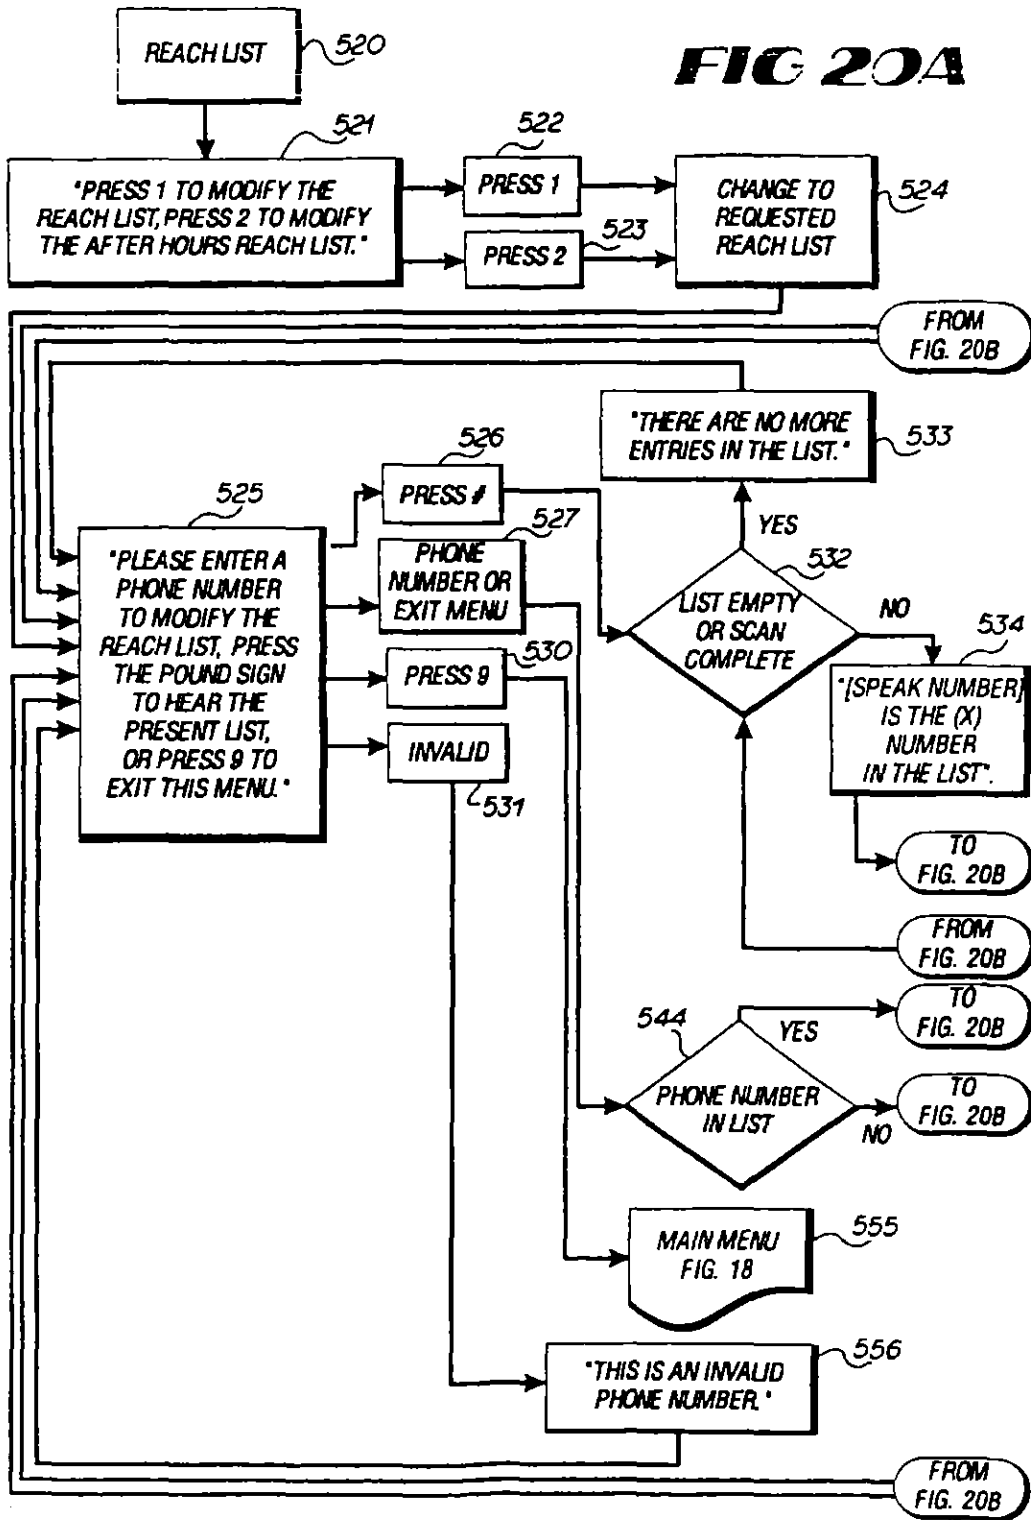 FIG 20A
REACH LIST
520
521
"PRESS 1 TO MODIFY THE
REACH LIST, PRESS 2 TO MODIFY
THE AFTER HOURS REACH LIST."
522
PRESS 1
523
PRESS 2
CHANGE TO
REQUESTED
REACH LIST
524
FROM
FIG. 20B
"THERE ARE NO MORE
ENTRIES IN THE LIST."
533
525
"PLEASE ENTER A
PHONE NUMBER
TO MODIFY THE
REACH LIST, PRESS
THE POUND SIGN
TO HEAR THE
PRESENT LIST,
OR PRESS 9 TO
EXIT THIS MENU."
526
PRESS #
527
PHONE
NUMBER OR
EXIT MENU
530
PRESS 9
INVALID
531
YES
532
LIST EMPTY
OR SCAN
COMPLETE
NO
534
"[SPEAK NUMBER]
IS THE (X)
NUMBER
IN THE LIST".
TO
FIG. 20B
FROM
FIG. 20B
TO
FIG. 20B
544
YES
PHONE NUMBER
IN LIST
NO
TO
FIG. 20B
MAIN MENU
FIG. 18
555
"THIS IS AN INVALID
PHONE NUMBER."
556
FROM
FIG. 20B